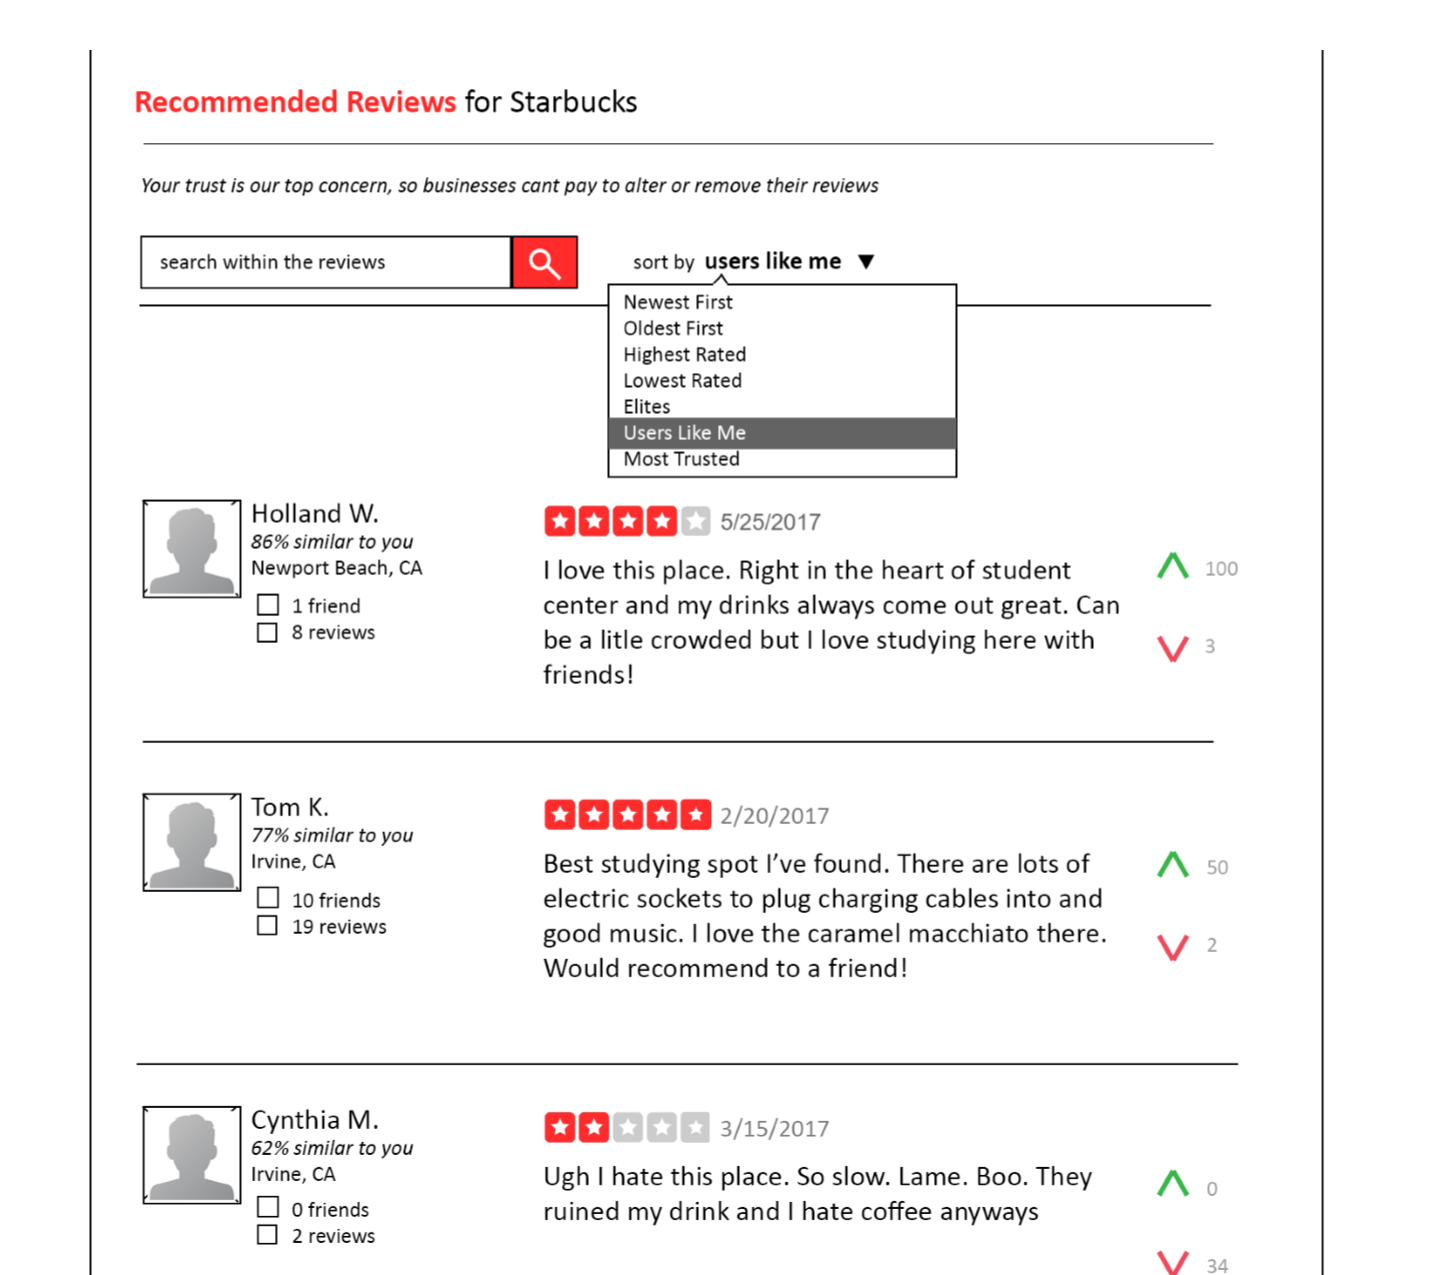 Recommended Reviews for Starbucks
Your trust is our top concern, so businesses cant pay to alter or remove their reviews
search within the reviews
sort by users like me ▼
Newest First
Oldest First
Highest Rated
Lowest Rated
Elites
Users Like Me
Most Trusted
Holland W.
86% similar to you
Newport Beach, CA
1 friend
8 reviews
5/25/2017
I love this place. Right in the heart of student
center and my drinks always come out great. Can
be a litle crowded but I love studying here with
friends!
100
3
Tom K.
77% similar to you
Irvine, CA
10 friends
19 reviews
2/20/2017
Best studying spot I’ve found. There are lots of
electric sockets to plug charging cables into and
good music. I love the caramel macchiato there.
Would recommend to a friend!
50
2
Cynthia M.
62% similar to you
Irvine, CA
0 friends
2 reviews
3/15/2017
Ugh I hate this place. So slow. Lame. Boo. They
ruined my drink and I hate coffee anyways
0
34